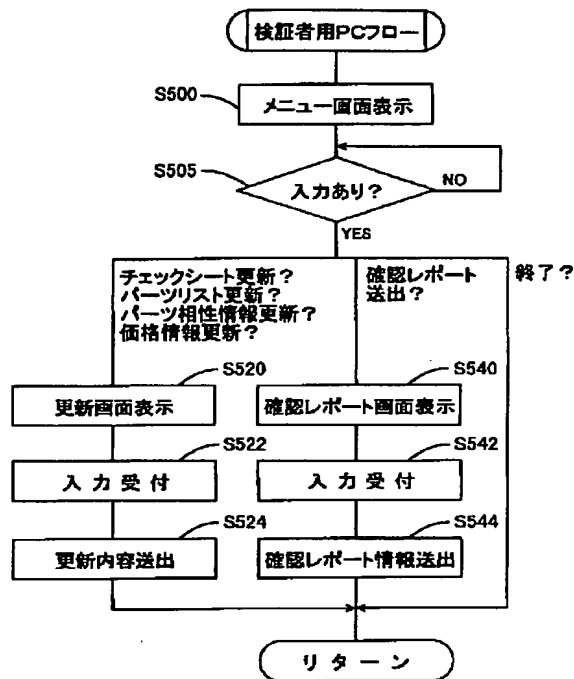 検証者用PCフロー
S500
メニュー画面表示
S505
入力あり?
NO
YES
チェックシート更新?
パーツリスト更新?
パーツ相性情報更新?
価格情報更新?
確認レポート
送出?
終了?
S520
更新画面表示
S540
確認レポート画面表示
S522
入力受付
S542
入力受付
S524
更新内容送出
S544
確認レポート情報送出
リターン